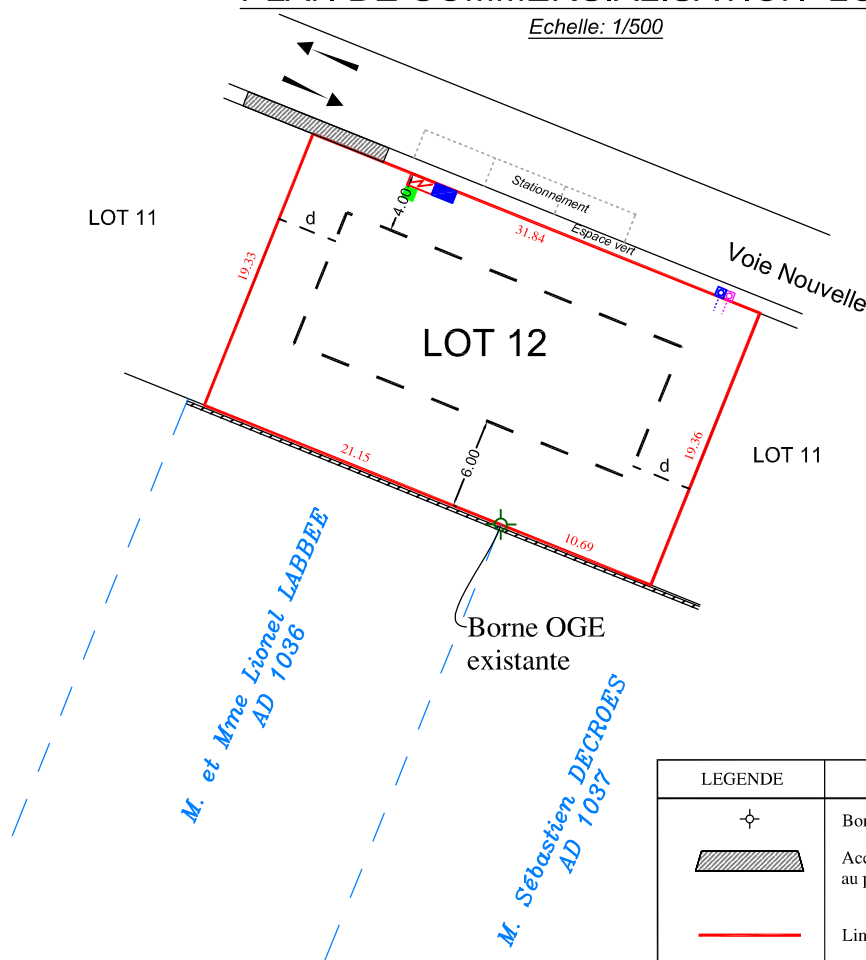 Echelle: 1/500
LOT 11
d
4.00
Stationnement
31.84
Espace vert
Voie Nouvelle
19.33
LOT 12
19.36
LOT 11
d
6.00
21.15
10.69
Borne OGE
existante
M. et Mme Lionel LABBEE
AD 1036
M. Sébastien DECROES
AD 1037
LEGENDE